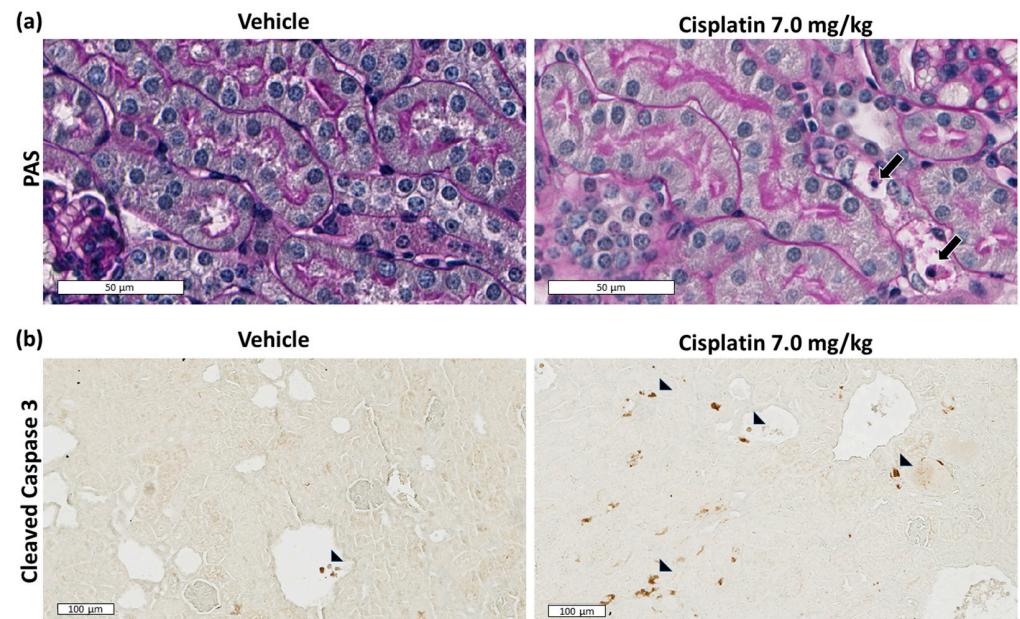 (a)
Vehicle
Cisplatin 7.0 mg/kg
PAS
50 µm
50 µm
(b)
Vehicle
Cisplatin 7.0 mg/kg
Cleaved Caspase 3
100 µm
100 µm